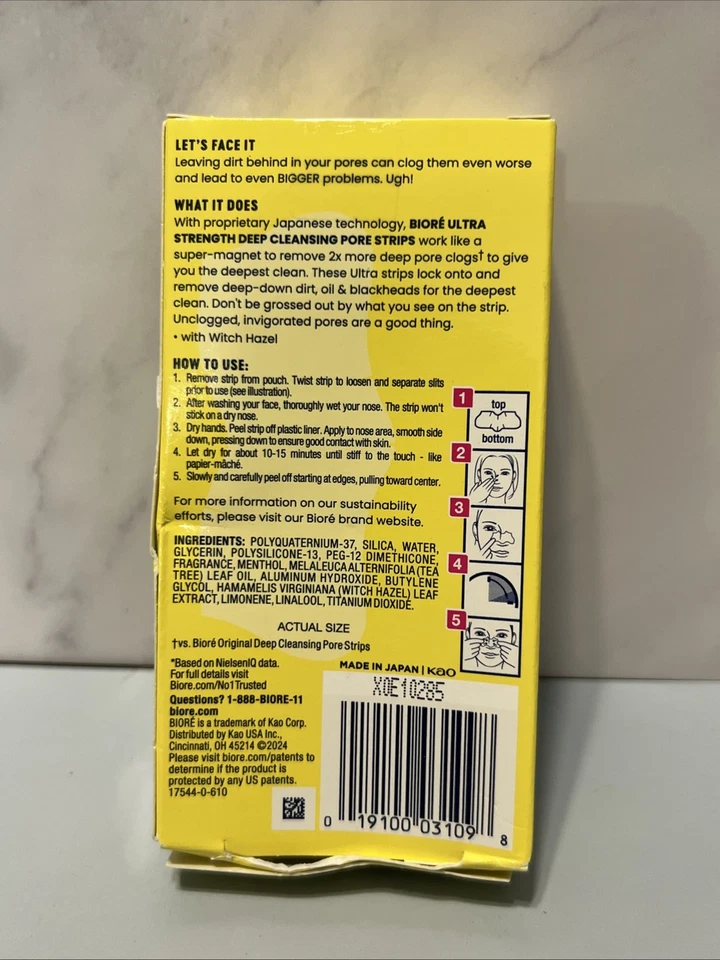 LET'S FACE IT
Leaving dirt behind in your pores can clog them even worse
and lead to even BIGGER problems. Ugh!
WHAT IT DOES
With proprietary Japanese technology, BIORÉ ULTRA
STRENGTH DEEP CLEANSING PORE STRIPS work like a
super-magnet to remove 2x more deep pore clogs† to give
you the deepest clean. These Ultra strips lock onto and
remove deep-down dirt, oil & blackheads for the deepest
clean. Don't be grossed out by what you see on the strip.
Unclogged, invigorated pores are a good thing.
• with Witch Hazel
HOW TO USE:
1. Remove strip from pouch. Twist strip to loosen and separate slits
prior to use (see illustration).
2. After washing your face, thoroughly wet your nose. The strip won't
stick on a dry nose.
3. Dry hands. Peel strip off plastic liner. Apply to nose area, smooth side
down, pressing down to ensure good contact with skin.
4. Let dry for about 10-15 minutes until stiff to the touch - like
papier-mâché.
5. Slowly and carefully peel off starting at edges, pulling toward center.
1
top
bottom
2
3
4
5
For more information on our sustainability
efforts, please visit our Bioré brand website.
INGREDIENTS: POLYQUATERNIUM-37, SILICA, WATER,
GLYCERIN, POLYSILICONE-13, PEG-12 DIMETHICONE,
FRAGRANCE, MENTHOL, MELALEUCA ALTERNIFOLIA (TEA
TREE) LEAF OIL, ALUMINUM HYDROXIDE, BUTYLENE
GLYCOL, HAMAMELIS VIRGINIANA (WITCH HAZEL) LEAF
EXTRACT, LIMONENE, LINALOOL, TITANIUM DIOXIDE.
ACTUAL SIZE
†vs. Bioré Original Deep Cleansing Pore Strips
*Based on NielsenIQ data.
For full details visit
Biore.com/No1Trusted
Questions? 1-888-BIORE-11
biore.com
BIORÉ is a trademark of Kao Corp.
Distributed by Kao USA Inc.,
Cincinnati, OH 45214 ©2024
Please visit biore.com/patents to
determine if the product is
protected by any US patents.
17544-0-610
MADE IN JAPAN | Kao
X0E10285
0 19100 03109 8